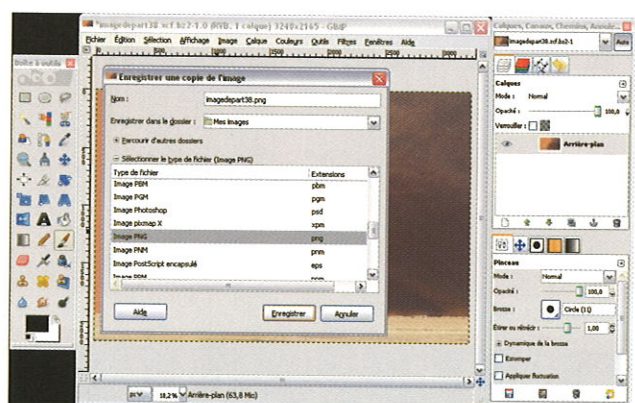 *imagedepart38.xcf.bz2-1.0 (RVB, 1 calque) 3248x2165 - GIMP
Fichier Édition Sélection Affichage Image Calque Couleurs Outils Filtres Fenêtres Aide
Boîte à outils
Enregistrer une copie de l'image
Nom : imagedepart38.png
Enregistrer dans le dossier : Mes images
Parcourir d'autres dossiers
Sélectionner le type de fichier (Image PNG)
Type de fichier Extensions
Image PBM pbm
Image PGM pgm
Image Photoshop psd
Image pixmap X xpm
Image PNG png
Image PNM pnm
Image PostScript encapsulé eps
Image PPM ppm
Aide Enregistrer Annuler
px 18,2% Arrière-plan (63,8 Mio)
Calques, Canaux, Chemins, Annule...
imagedepart38.xcf.bz2-1 Auto
Calques
Mode : Normal
Opacité : 100,0
Verrouiller :
Arrière-plan
Pinceau
Mode : Normal
Opacité : 100,0
Brosse : Circle (11)
Étirer ou rétrécir : 1,00
Dynamique de la brosse
Estomper
Appliquer fluctuation